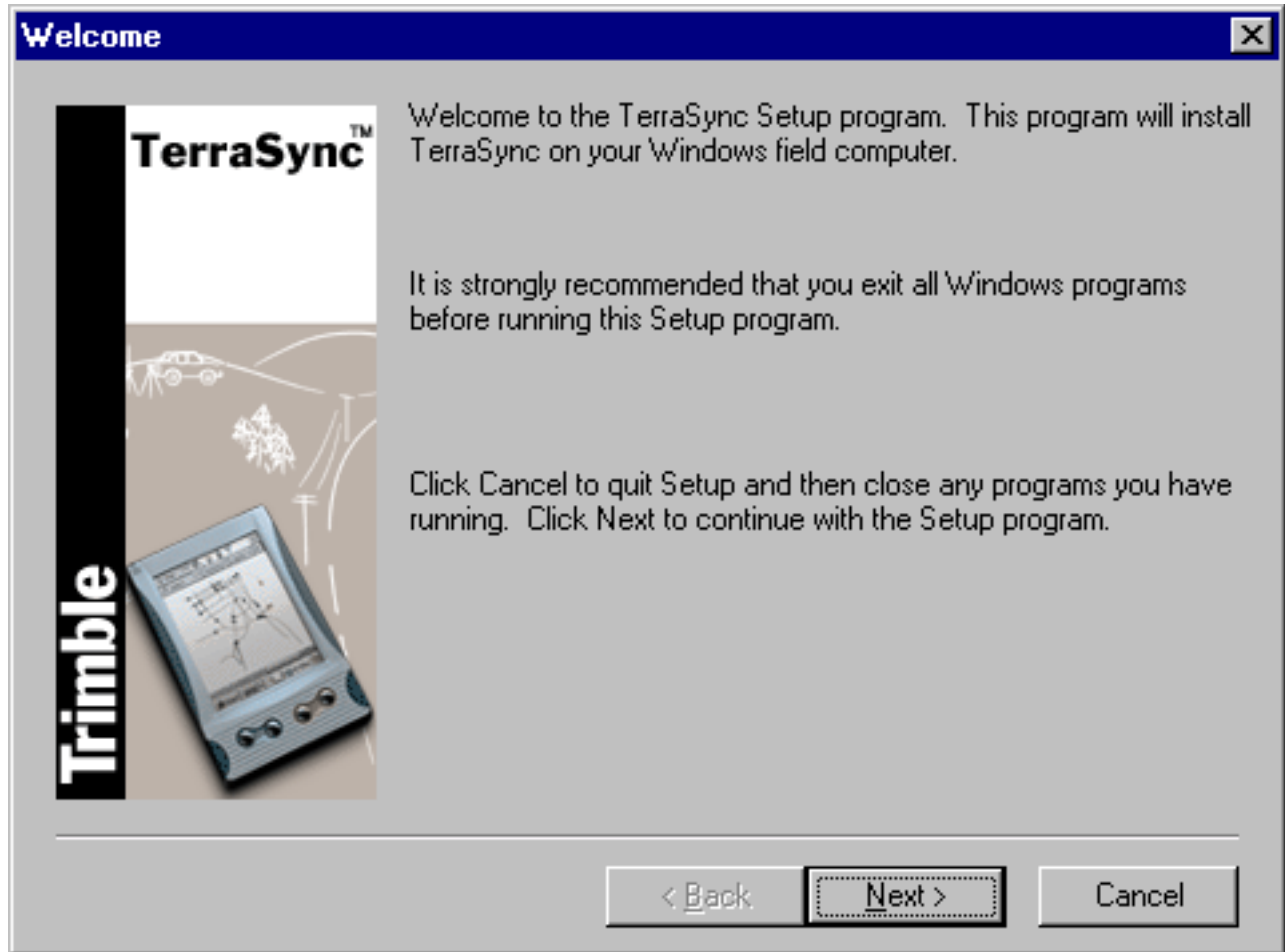 Welcome
TerraSync™
Trimble
Welcome to the TerraSync Setup program.  This program will install
TerraSync on your Windows field computer.
It is strongly recommended that you exit all Windows programs
before running this Setup program.
Click Cancel to quit Setup and then close any programs you have
running.  Click Next to continue with the Setup program.
< Back
Next >
Cancel